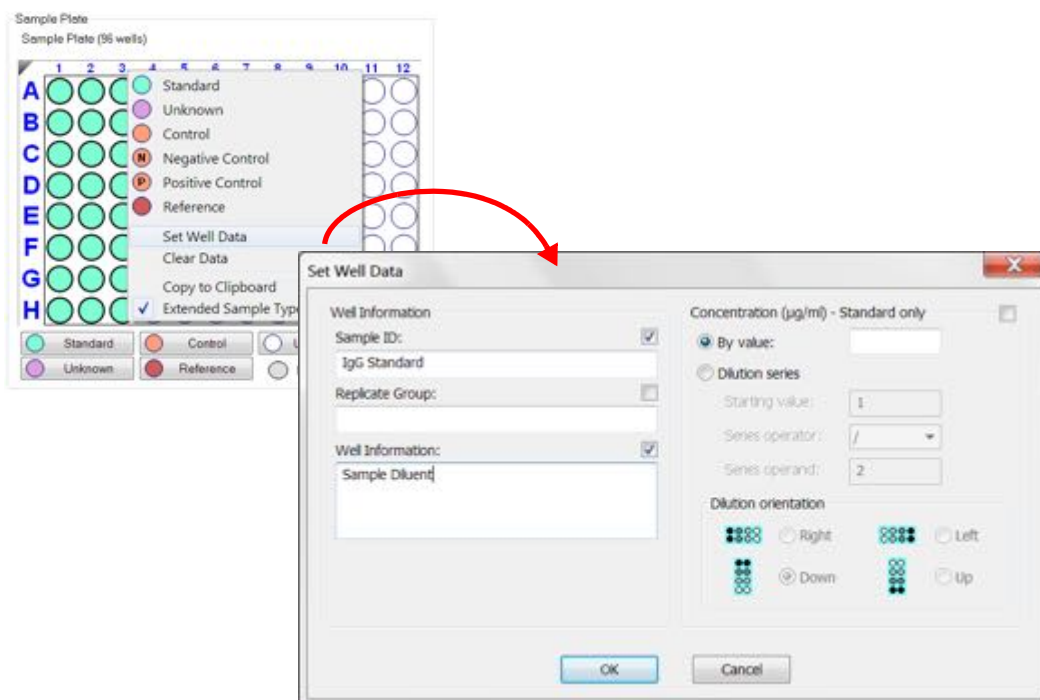 Sample Plate
Sample Plate (96 wells)
1 2 3 4 5 6 7 8 9 10 11 12
A
B
C
D
E
F
G
H
Standard
Unknown
Control
N Negative Control
P Positive Control
Reference
Set Well Data
Clear Data
Copy to Clipboard
Extended Sample Type
Standard Control
Unknown Reference
Set Well Data
Well Information
Sample ID:
IgG Standard
Replicate Group:
Well Information:
Sample Diluent
Concentration (µg/ml) - Standard only
By value:
Dilution series
Starting value: 1
Series operator: /
Series operand: 2
Dilution orientation
Right Left
Down Up
OK Cancel